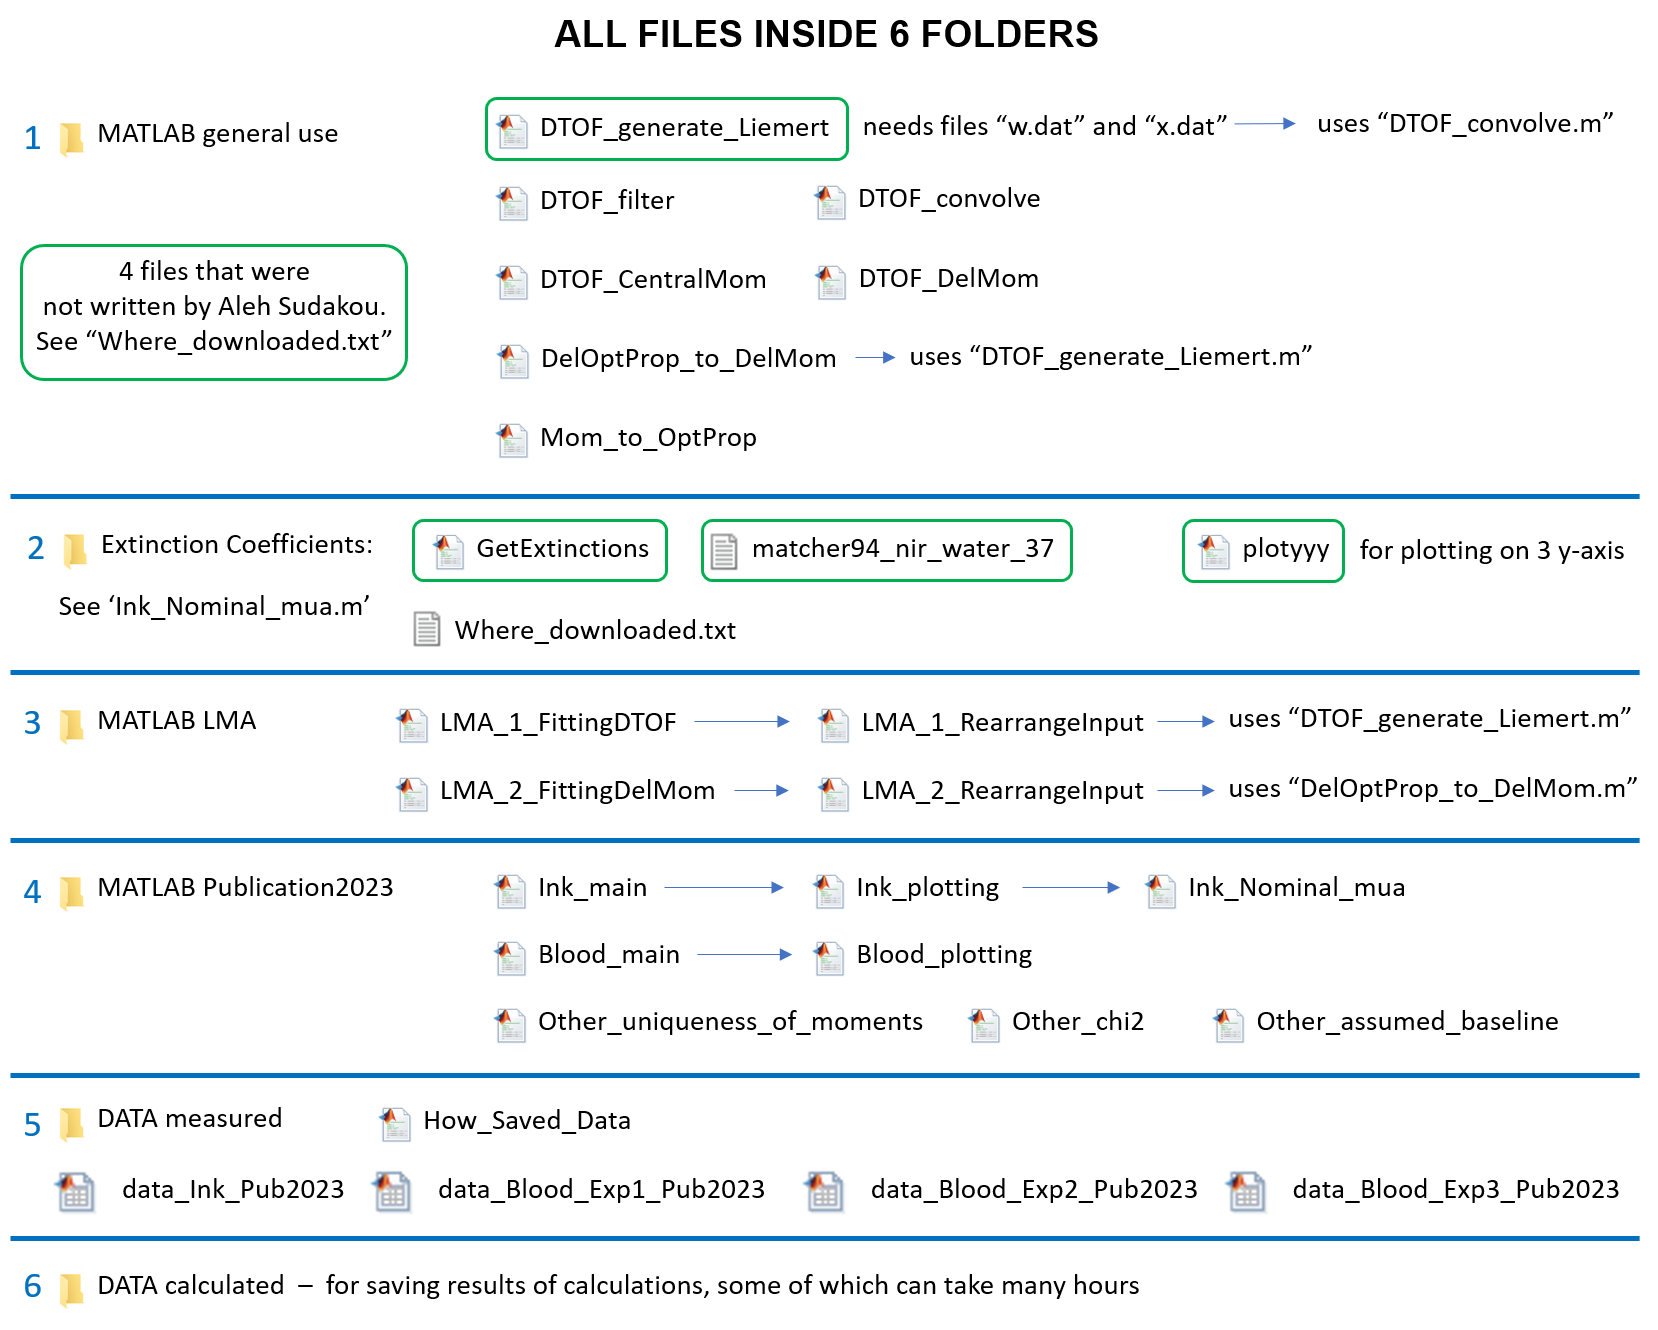 ALL FILES INSIDE 6 FOLDERS
1 MATLAB general use
DTOF_generate_Liemert needs files “w.dat” and “x.dat” uses “DTOF_convolve.m”
DTOF_filter DTOF_convolve
4 files that were
not written by Aleh Sudakou.
See “Where_downloaded.txt”
DTOF_CentralMom DTOF_DelMom
DelOptProp_to_DelMom uses “DTOF_generate_Liemert.m”
Mom_to_OptProp
2 Extinction Coefficients: GetExtinctions matcher94_nir_water_37 plotyyy for plotting on 3 y-axis
See ‘Ink_Nominal_mua.m’ Where_downloaded.txt
3 MATLAB LMA LMA_1_FittingDTOF LMA_1_RearrangeInput uses “DTOF_generate_Liemert.m”
LMA_2_FittingDelMom LMA_2_RearrangeInput uses “DelOptProp_to_DelMom.m”
4 MATLAB Publication2023 Ink_main Ink_plotting Ink_Nominal_mua
Blood_main Blood_plotting
Other_uniqueness_of_moments Other_chi2 Other_assumed_baseline
5 DATA measured How_Saved_Data
data_Ink_Pub2023 data_Blood_Exp1_Pub2023 data_Blood_Exp2_Pub2023 data_Blood_Exp3_Pub2023
6 DATA calculated – for saving results of calculations, some of which can take many hours